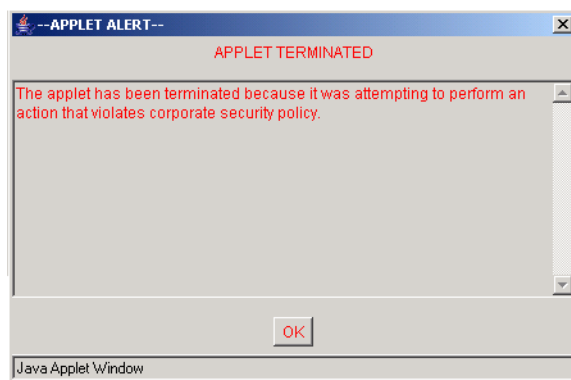 --APPLET ALERT--
APPLET TERMINATED
The applet has been terminated because it was attempting to perform an
action that violates corporate security policy.
OK
Java Applet Window